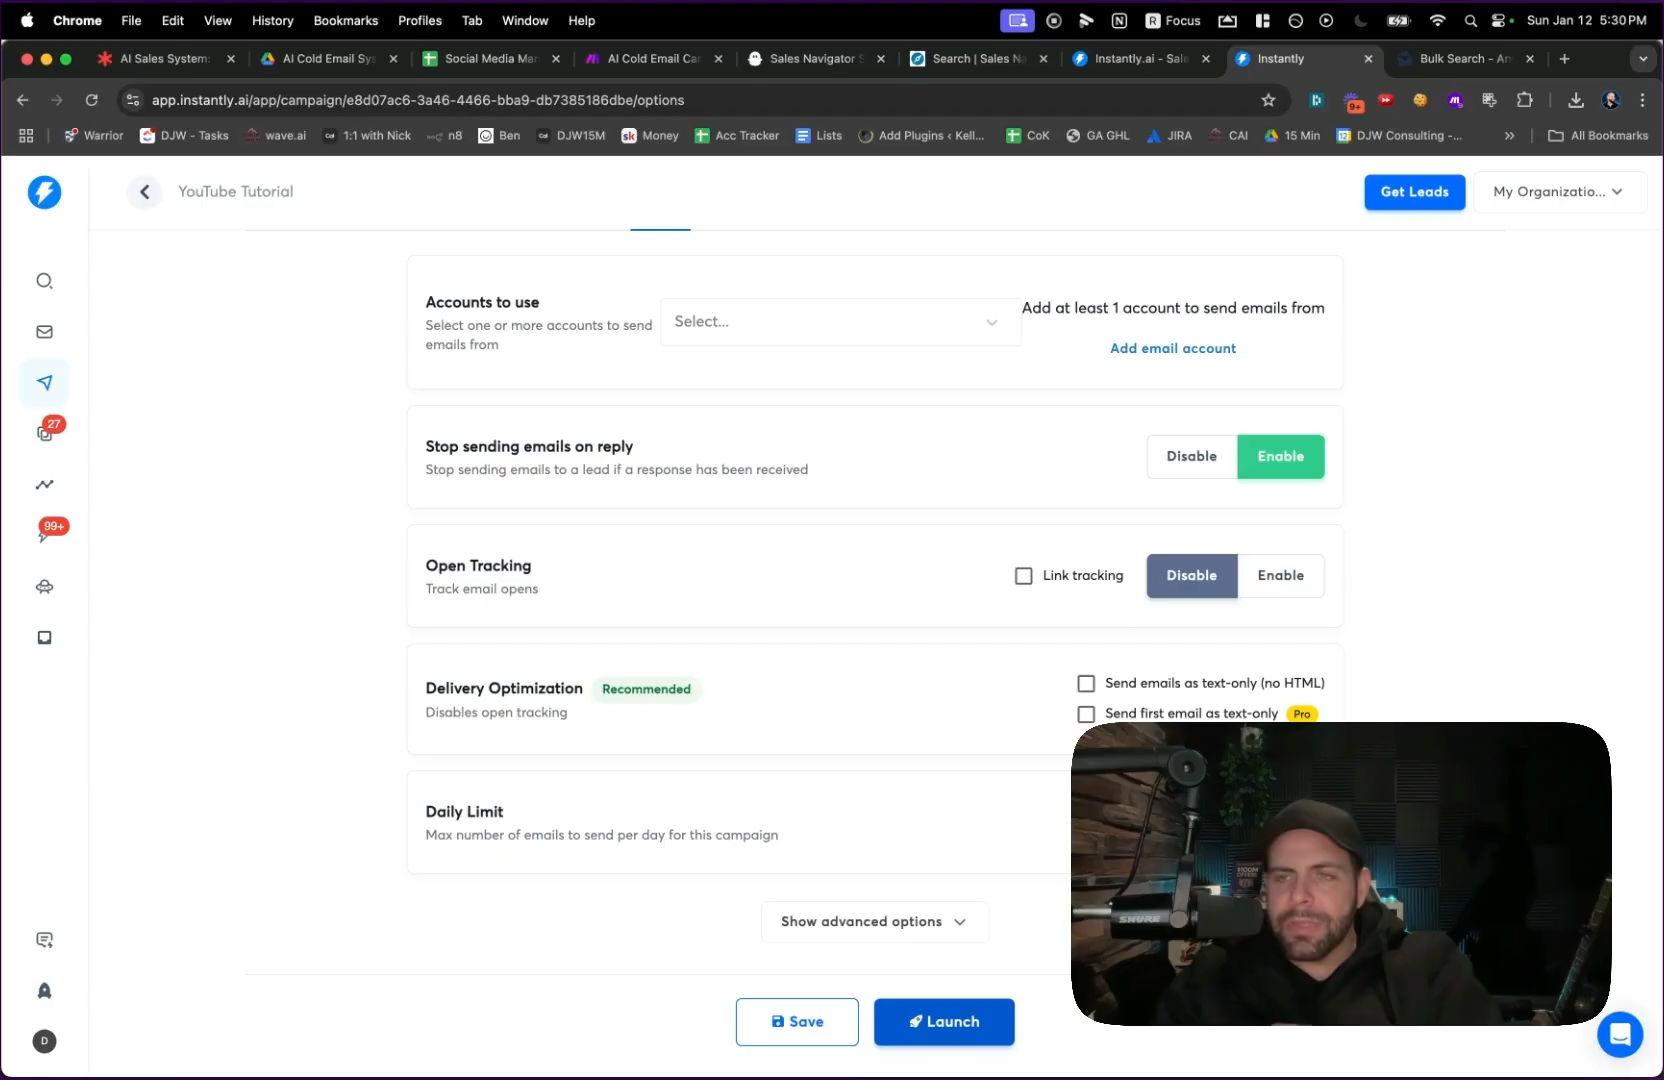 Chrome File Edit View History Bookmarks Profiles Tab Window Help Focus Sun Jan 12 5:30 PM
AI Sales System: AI Cold Email Sys Social Media Man AI Cold Email Ca Sales Navigator S Search | Sales Na Instantly.ai - Sale Instantly Bulk Search - An
app.instantly.ai/app/campaign/e8d07ac6-3a46-4466-bba9-db7385186dbe/options 9+
Warrior DJW - Tasks wave.ai Cal 1:1 with Nick n8 Ben Cal DJW15M sk Money Acc Tracker Lists Add Plugins ‹ Kell... CoK GA GHL JIRA CAI 15 Min DJW Consulting -... » All Bookmarks
YouTube Tutorial
Get Leads
My Organizatio...
Accounts to use
Select one or more accounts to send
emails from
Select...
Add at least 1 account to send emails from
Add email account
27
Stop sending emails on reply
Stop sending emails to a lead if a response has been received
Disable Enable
99+
Open Tracking
Track email opens
Link tracking
Disable Enable
Delivery Optimization Recommended
Disables open tracking
Send emails as text-only (no HTML)
Send first email as text-only Pro
Daily Limit
Max number of emails to send per day for this campaign
Show advanced options
SHURE
Save
Launch
D